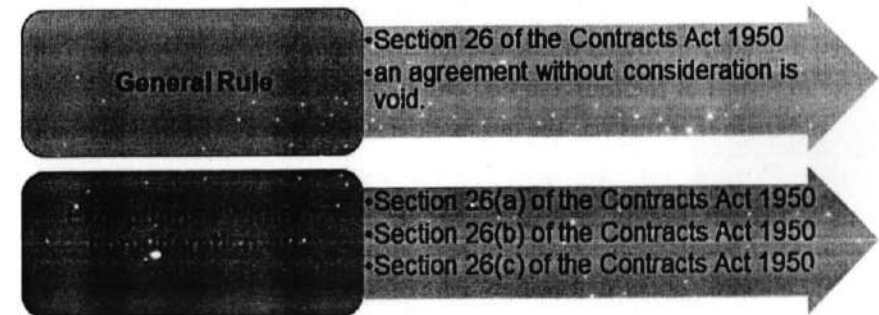 General Rule
•Section 26 of the Contracts Act 1950
•an agreement without consideration is
void.
•Section 26(a) of the Contracts Act 1950
•Section 26(b) of the Contracts Act 1950
•Section 26(c) of the Contracts Act 1950